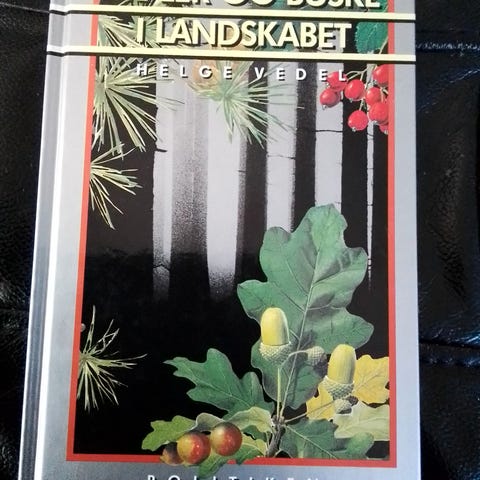 OG BUSKE
I LANDSKABET
HELGE VEDEL
POLITIKEN